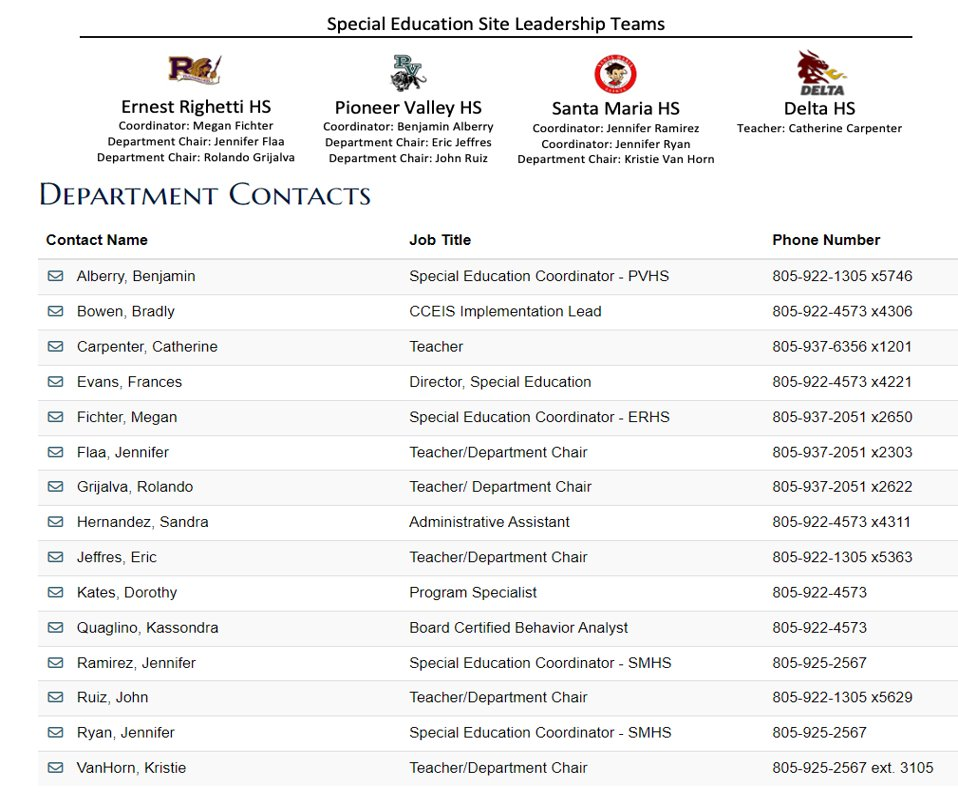 Special Education Site Leadership Teams
R
PV
SANTA MARIA
SAINTS
DELTA
Ernest Righetti HS
Coordinator: Megan Fichter
Department Chair: Jennifer Flaa
Department Chair: Rolando Grijalva
Pioneer Valley HS
Coordinator: Benjamin Alberry
Department Chair: Eric Jeffres
Department Chair: John Ruiz
Santa Maria HS
Coordinator: Jennifer Ramirez
Coordinator: Jennifer Ryan
Department Chair: Kristie Van Horn
Delta HS
Teacher: Catherine Carpenter
Department Contacts
Contact Name Job Title Phone Number
Alberry, Benjamin Special Education Coordinator - PVHS 805-922-1305 x5746
Bowen, Bradly CCEIS Implementation Lead 805-922-4573 x4306
Carpenter, Catherine Teacher 805-937-6356 x1201
Evans, Frances Director, Special Education 805-922-4573 x4221
Fichter, Megan Special Education Coordinator - ERHS 805-937-2051 x2650
Flaa, Jennifer Teacher/Department Chair 805-937-2051 x2303
Grijalva, Rolando Teacher/ Department Chair 805-937-2051 x2622
Hernandez, Sandra Administrative Assistant 805-922-4573 x4311
Jeffres, Eric Teacher/Department Chair 805-922-1305 x5363
Kates, Dorothy Program Specialist 805-922-4573
Quaglino, Kassondra Board Certified Behavior Analyst 805-922-4573
Ramirez, Jennifer Special Education Coordinator - SMHS 805-925-2567
Ruiz, John Teacher/Department Chair 805-922-1305 x5629
Ryan, Jennifer Special Education Coordinator - SMHS 805-925-2567
VanHorn, Kristie Teacher/Department Chair 805-925-2567 ext. 3105